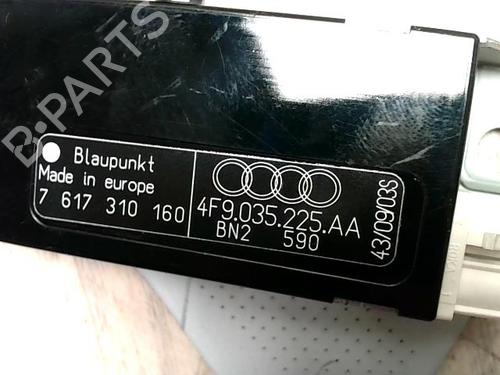 B-PARTS
Blaupunkt
Made in europe
7 617 310 160
4F9.035.225.AA
BN2 590
43/0903S